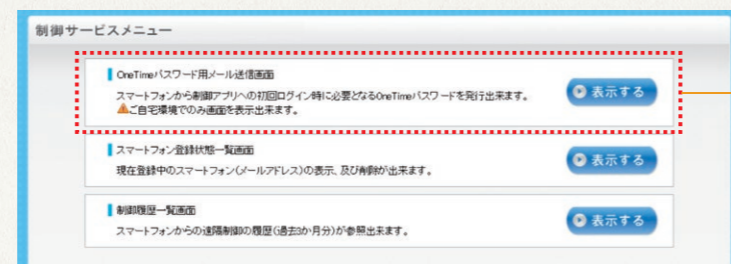 制御サービスメニュー
OneTimeパスワード用メール送信画面
スマートフォンから制御アプリへの初回ログイン時に必要となるOneTimeパスワードを発行出来ます。
ご自宅環境でのみ画面を表示出来ます。
表示する
スマートフォン登録状態一覧画面
現在登録中のスマートフォン(メールアドレス)の表示、及び削除が出来ます。
表示する
制御履歴一覧画面
スマートフォンからの遠隔制御の履歴(過去3か月分)が参照出来ます。
表示する